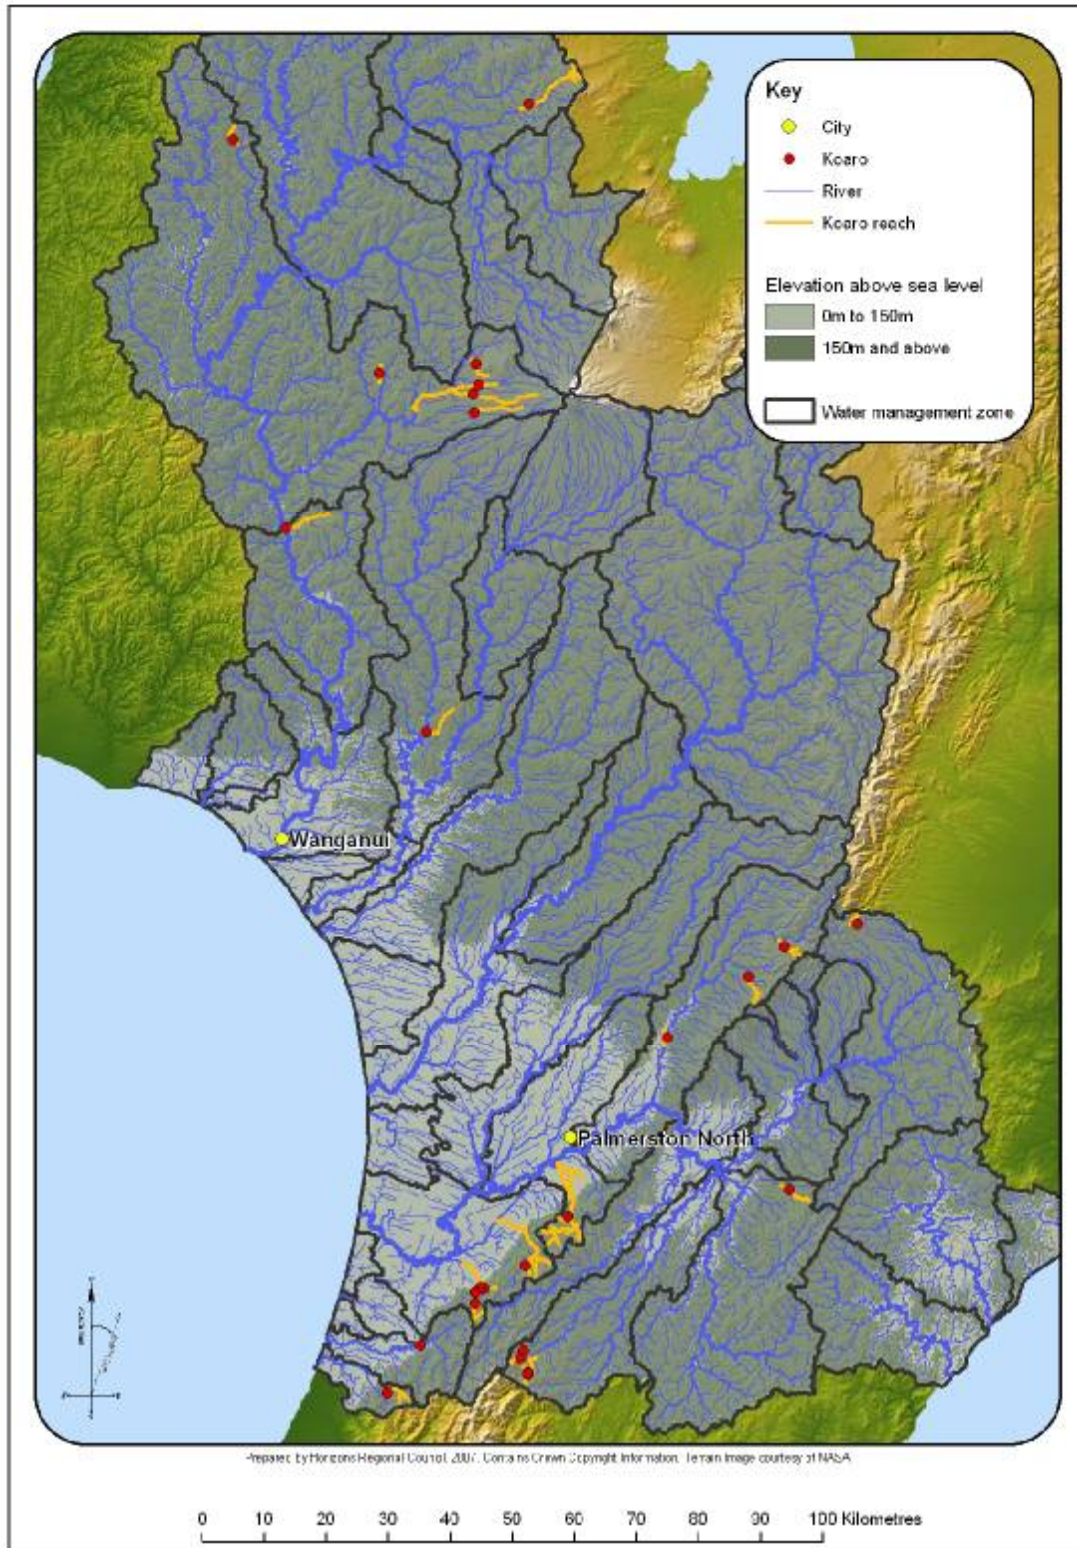 Key
City
Koaro
River
Koaro reach
Elevation above sea level
0m to 150m
150m and above
Water management zone
Wanganui
Palmerston North
Prepared by Horizons Regional Council, 2007. Contains Crown Copyright Information. Terrain Image courtesy of NASA
0 10 20 30 40 50 60 70 80 90 100 Kilometres